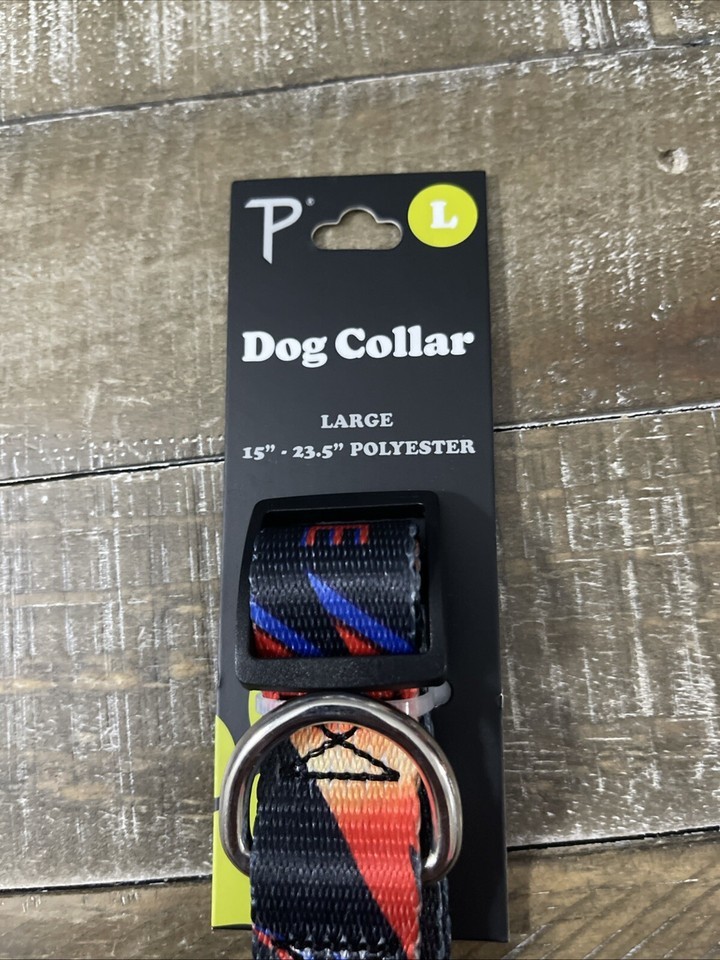 P®
L
Dog Collar
LARGE
15” - 23.5” POLYESTER
E